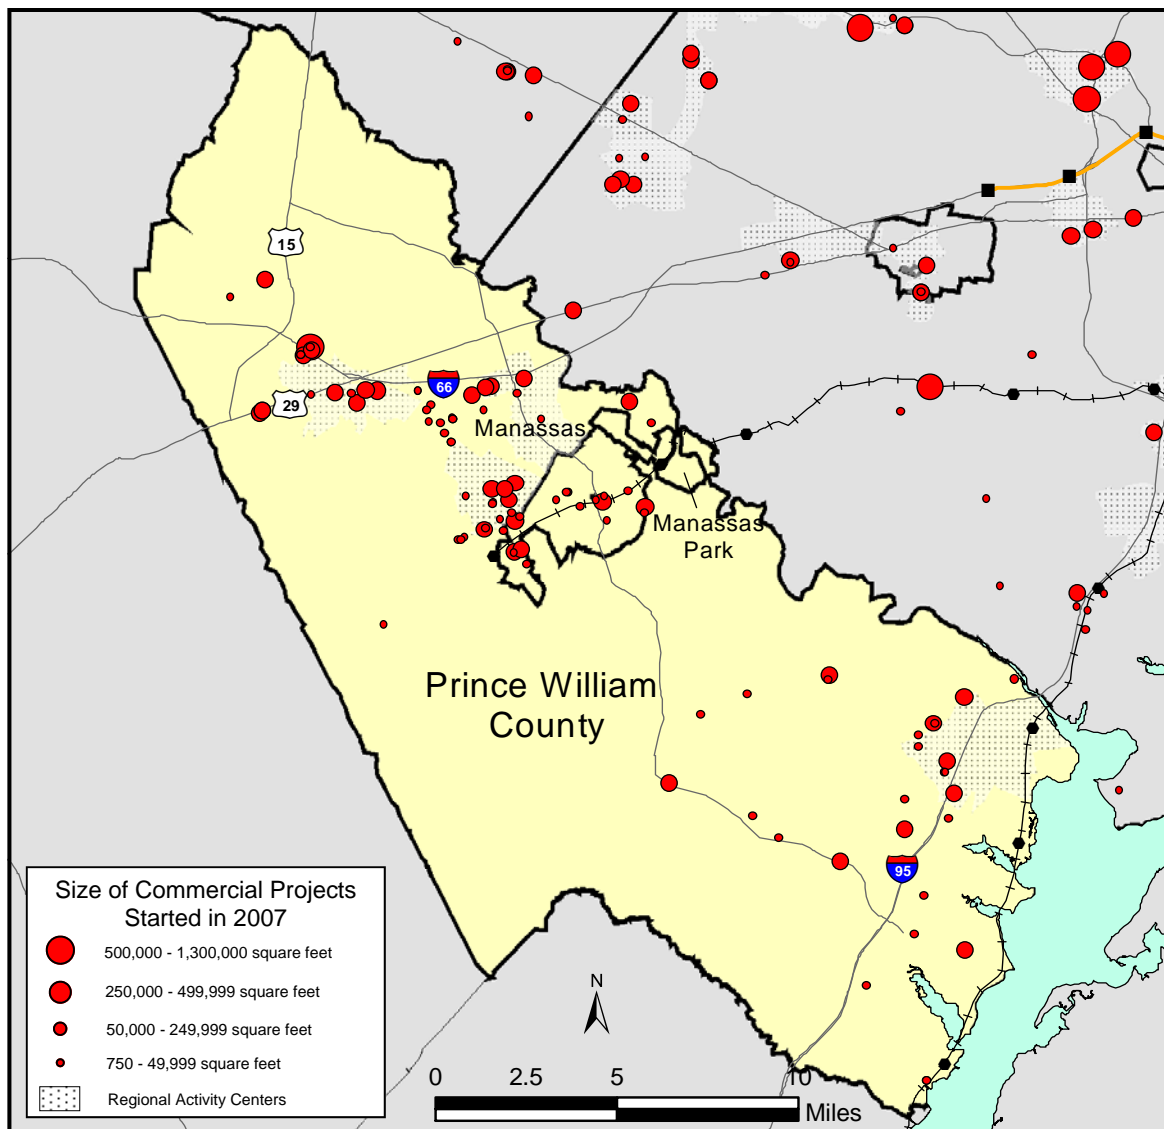 15
66
29
Manassas
Manassas
Park
Prince William
County
95
Size of Commercial Projects
Started in 2007
500,000 - 1,300,000 square feet
250,000 - 499,999 square feet
50,000 - 249,999 square feet
750 - 49,999 square feet
Regional Activity Centers
N
0 2.5 5 10
Miles